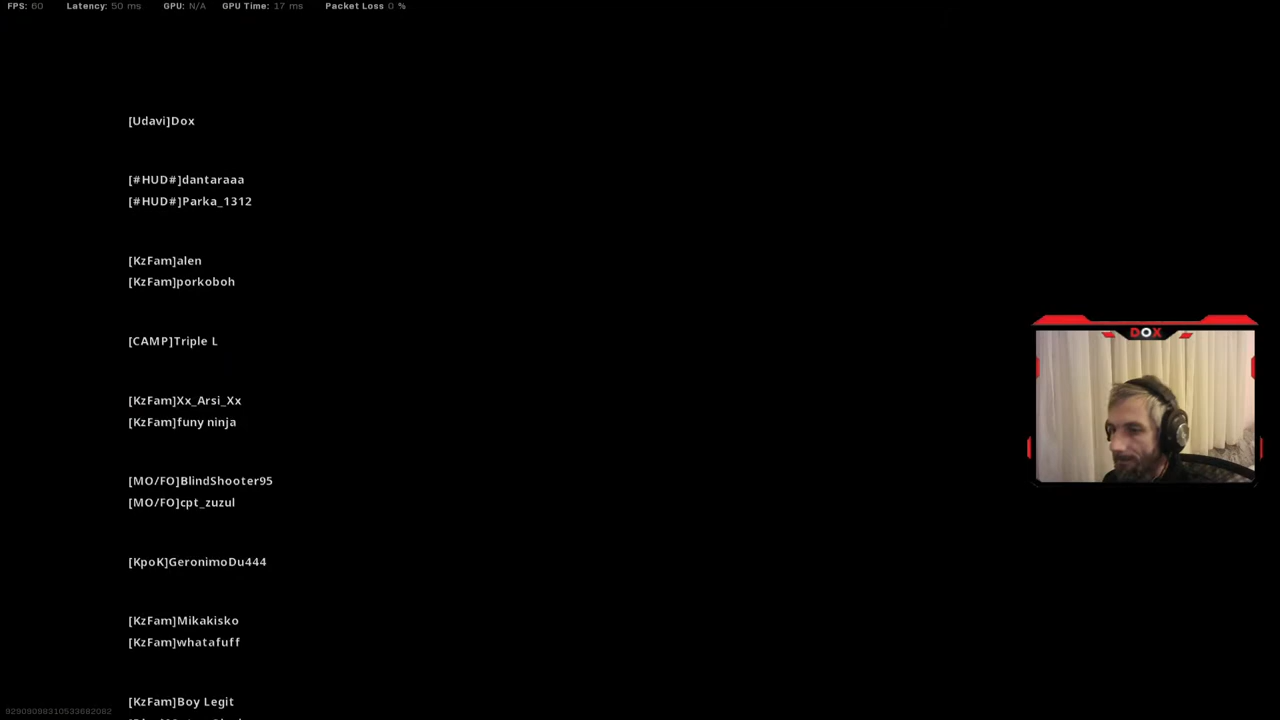 FPS: 60 Latency: 50 ms GPU: N/A GPU Time: 17 ms Packet Loss 0 %
[Udavi]Dox
[#HUD#]dantaraaa
[#HUD#]Parka_1312
[KzFam]alen
[KzFam]porkoboh
DOX
[CAMP]Triple L
[KzFam]Xx_Arsi_Xx
[KzFam]funy ninja
[MO/FO]BlindShooter95
[MO/FO]cpt_zuzul
[KpoK]GeronimoDu444
[KzFam]Mikakisko
[KzFam]whatafuff
[KzFam]Boy Legit
92909098310533682082